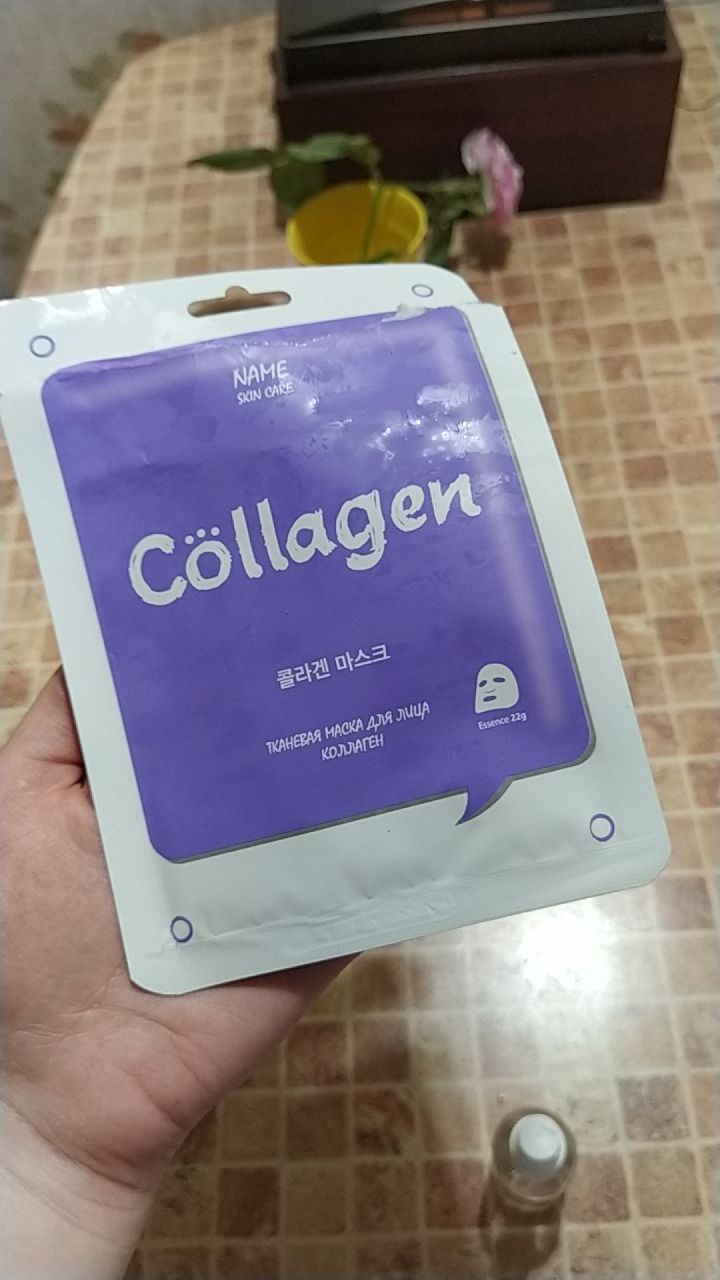 NAME
SKIN CARE
Cöllagen
콜라겐 마스크
Essence 22g
ТКАНЕВАЯ МАСКА ДЛЯ ЛИЦА
КОЛЛАГЕН